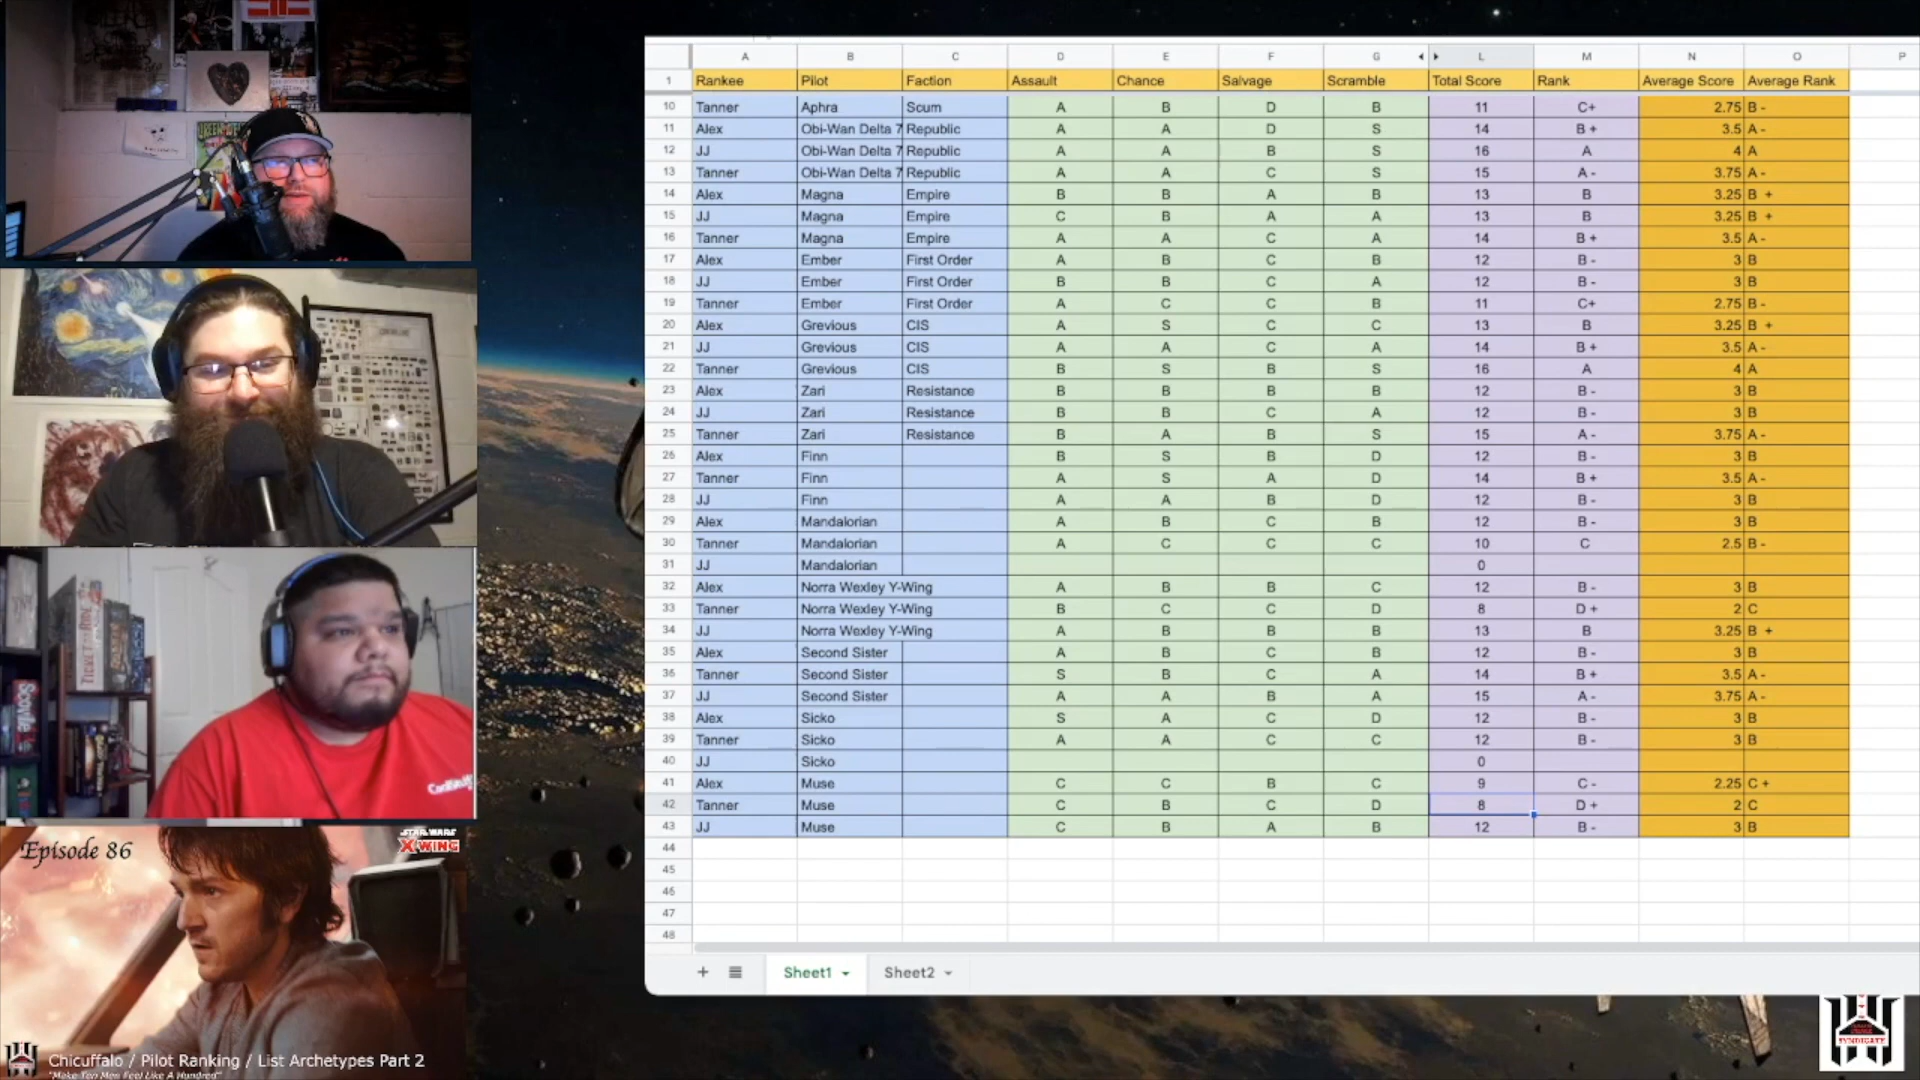 A B C D E F G L M N O P
1 Rankee Pilot Faction Assault Chance Salvage Scramble Total Score Rank Average Score Average Rank
10 Tanner Aphra Scum A B D B 11 C+ 2.75 B -
11 Alex Obi-Wan Delta 7 Republic A A D S 14 B + 3.5 A -
12 JJ Obi-Wan Delta 7 Republic A A B S 16 A 4 A
13 Tanner Obi-Wan Delta 7 Republic A A C S 15 A - 3.75 A -
14 Alex Magna Empire B B A B 13 B 3.25 B +
15 JJ Magna Empire C B A A 13 B 3.25 B +
16 Tanner Magna Empire A A C A 14 B + 3.5 A -
17 Alex Ember First Order A B C B 12 B - 3 B
18 JJ Ember First Order B B C A 12 B - 3 B
19 Tanner Ember First Order A C C B 11 C+ 2.75 B -
20 Alex Grevious CIS A S C C 13 B 3.25 B +
21 JJ Grevious CIS A A C A 14 B + 3.5 A -
22 Tanner Grevious CIS B S B S 16 A 4 A
23 Alex Zari Resistance B B B B 12 B - 3 B
24 JJ Zari Resistance B B C A 12 B - 3 B
25 Tanner Zari Resistance B A B S 15 A - 3.75 A -
26 Alex Finn B S B D 12 B - 3 B
27 Tanner Finn A S A D 14 B + 3.5 A -
28 JJ Finn A A B D 12 B - 3 B
29 Alex Mandalorian A B C B 12 B - 3 B
30 Tanner Mandalorian A C C C 10 C 2.5 B -
31 JJ Mandalorian 0
32 Alex Norra Wexley Y-Wing A B B C 12 B - 3 B
33 Tanner Norra Wexley Y-Wing B C C D 8 D + 2 C
34 JJ Norra Wexley Y-Wing A B B B 13 B 3.25 B +
35 Alex Second Sister A B C B 12 B - 3 B
36 Tanner Second Sister S B C A 14 B + 3.5 A -
37 JJ Second Sister A A B A 15 A - 3.75 A -
38 Alex Sicko S A C D 12 B - 3 B
39 Tanner Sicko A A C C 12 B - 3 B
40 JJ Sicko 0
41 Alex Muse C C B C 9 C - 2.25 C +
42 Tanner Muse C B C D 8 D + 2 C
43 JJ Muse C B A B 12 B - 3 B
44
45
46
47
48
+ Sheet1 Sheet2
TICKET TO RIDE
Episode 86
STAR WARS
X-WING
Chicuffalo / Pilot Ranking / List Archetypes Part 2
"Make Ten Men Feel Like A Hundred"
SYNDICATE